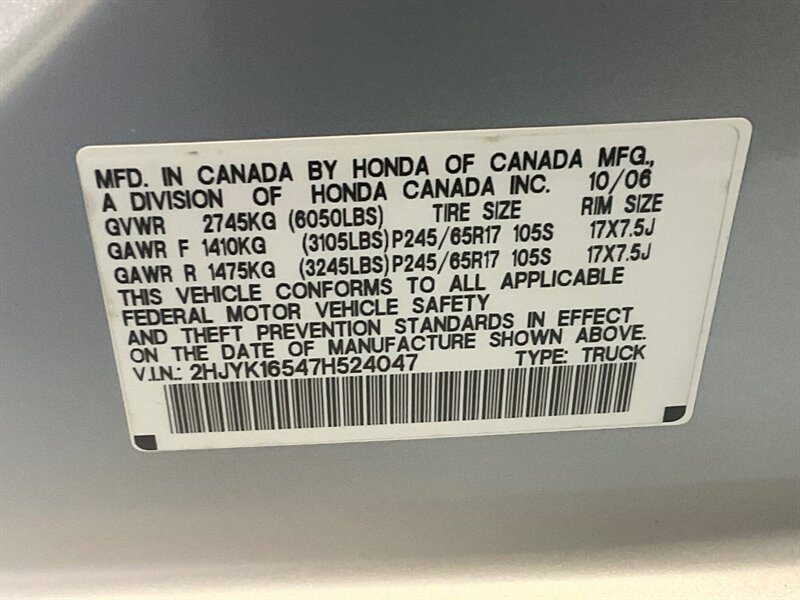 MFD. IN CANADA BY HONDA OF CANADA MFG.,
A DIVISION OF HONDA CANADA INC. 10/06
GVWR 2745KG (6050LBS) TIRE SIZE RIM SIZE
GAWR F 1410KG (3105LBS) P245/65R17 105S 17X7.5J
GAWR R 1475KG (3245LBS) P245/65R17 105S 17X7.5J
THIS VEHICLE CONFORMS TO ALL APPLICABLE
FEDERAL MOTOR VEHICLE SAFETY
AND THEFT PREVENTION STANDARDS IN EFFECT
ON THE DATE OF MANUFACTURE SHOWN ABOVE.
V.I.N.: 2HJYK16547H524047 TYPE: TRUCK